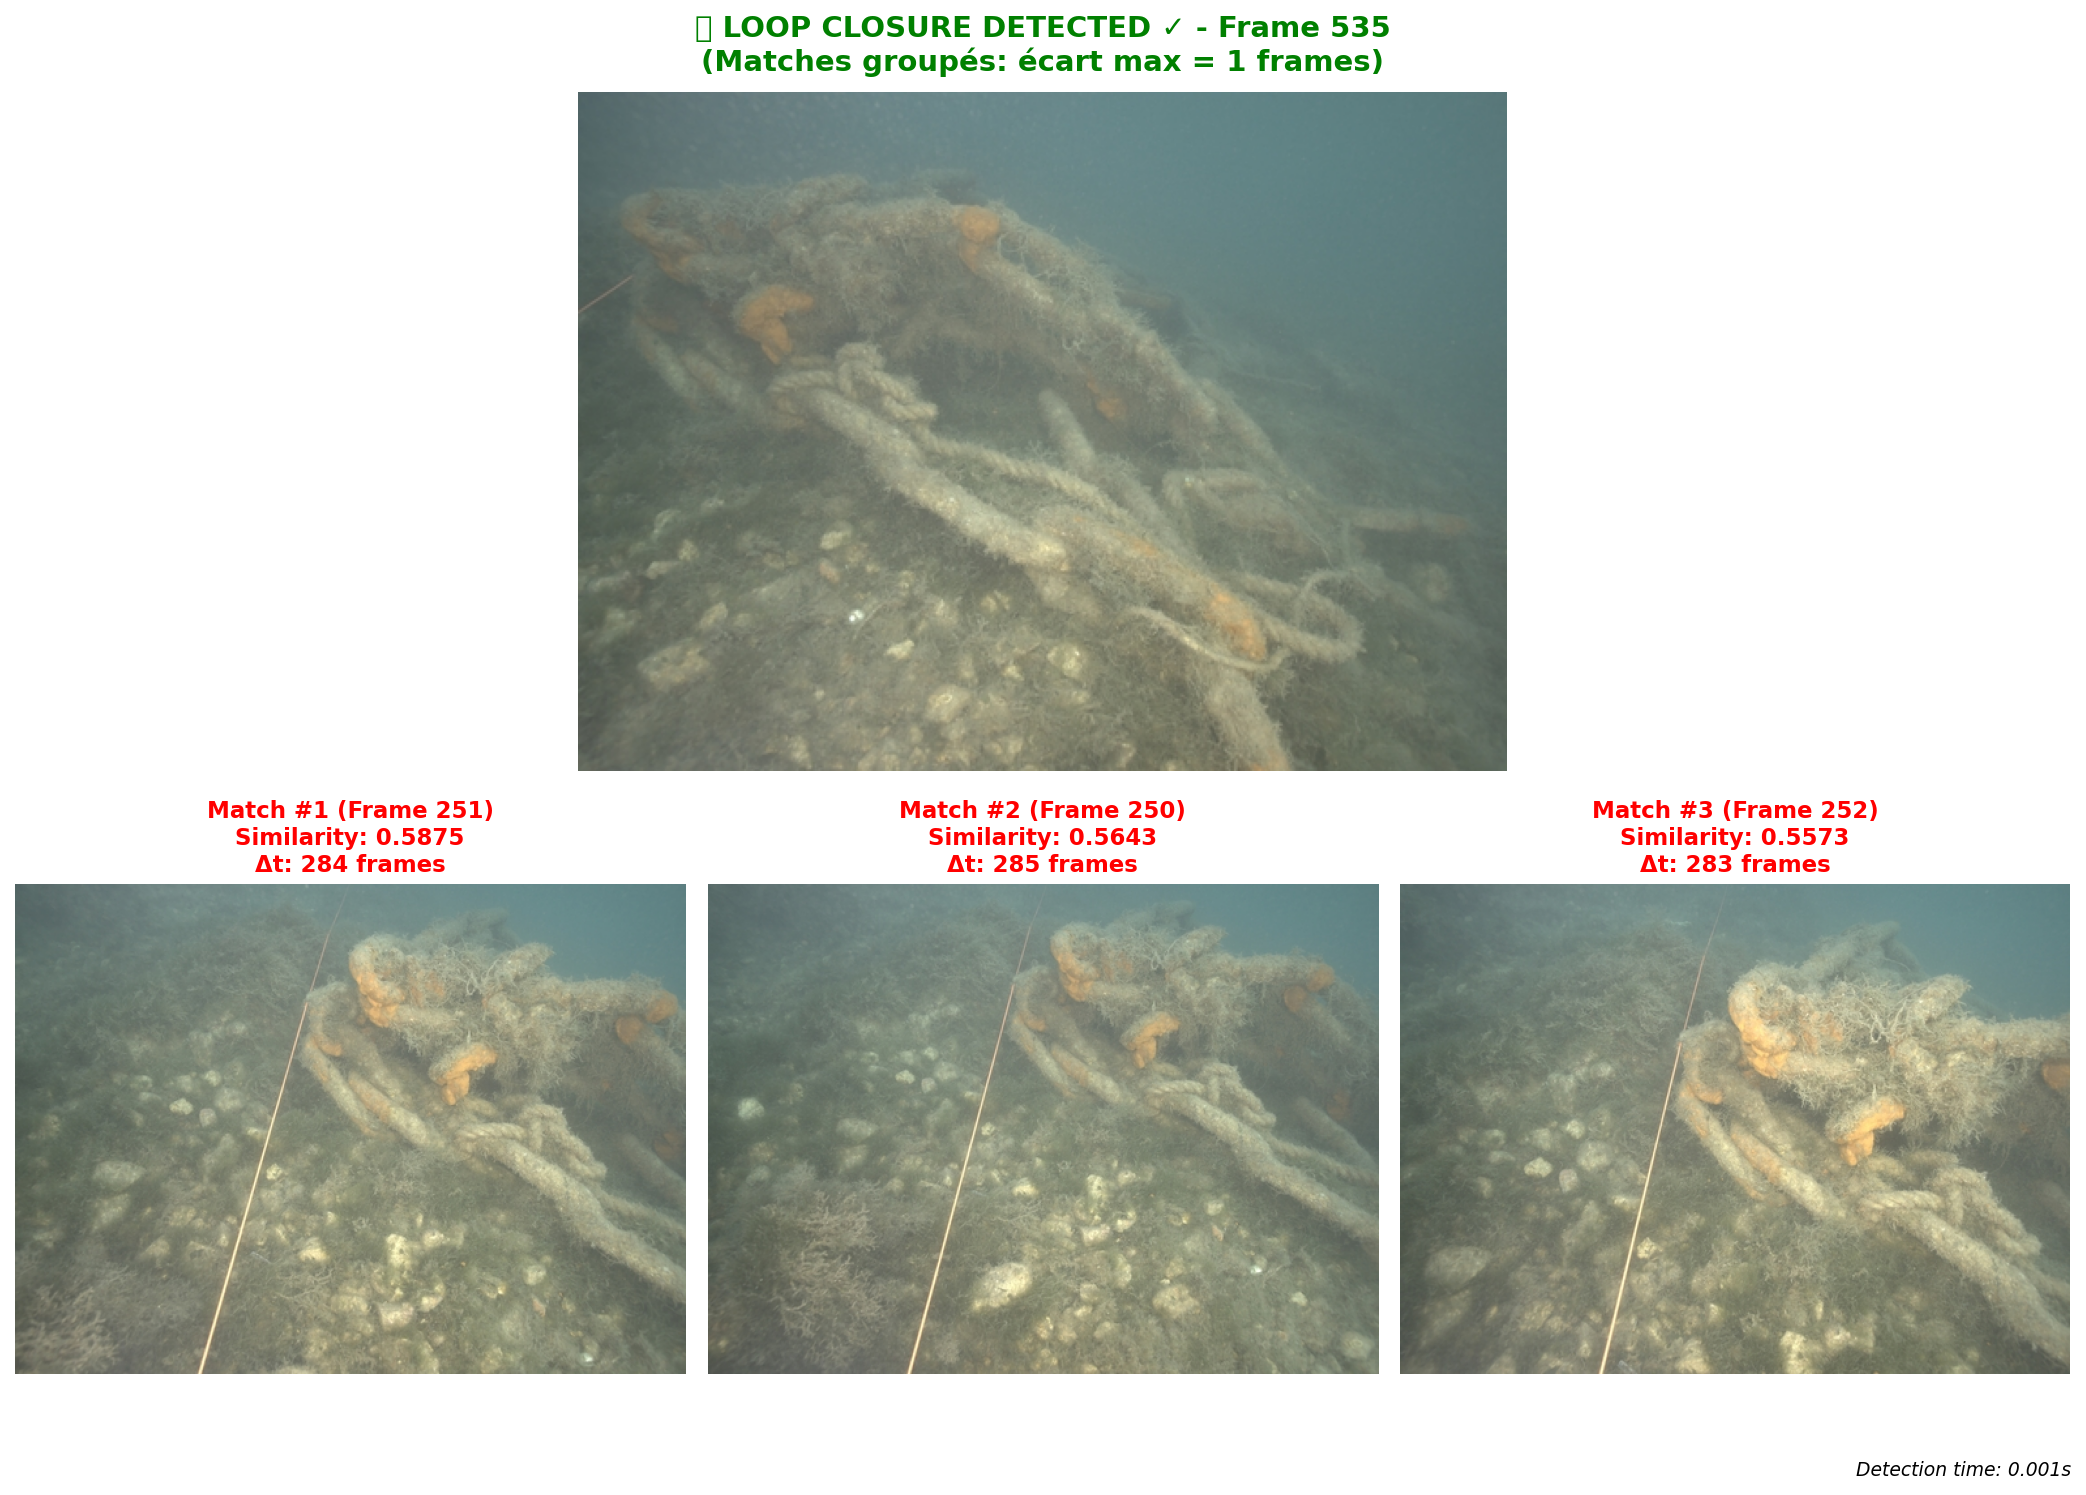 LOOP CLOSURE DETECTED ✓ - Frame 535
(Matches groupés: écart max = 1 frames)
Match #1 (Frame 251)
Similarity: 0.5875
Δt: 284 frames
Match #2 (Frame 250)
Similarity: 0.5643
Δt: 285 frames
Match #3 (Frame 252)
Similarity: 0.5573
Δt: 283 frames
Detection time: 0.001s